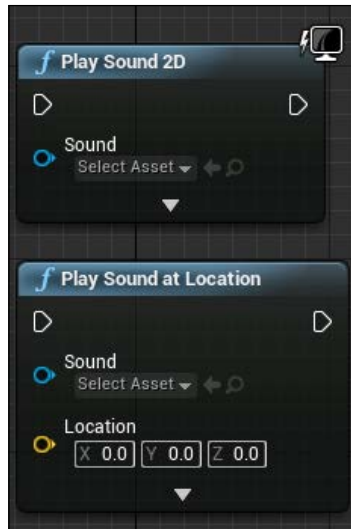 f Play Sound 2D
Sound
Select Asset
f Play Sound at Location
Sound
Select Asset
Location
X 0.0 Y 0.0 Z 0.0